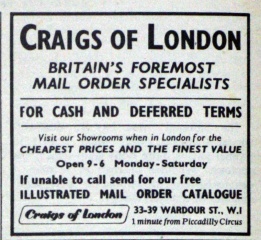 CRAIGS OF LONDON
BRITAIN'S FOREMOST
MAIL ORDER SPECIALISTS
FOR CASH AND DEFERRED TERMS
Visit our Showrooms when in London for the
CHEAPEST PRICES AND THE FINEST VALUE
Open 9-6 Monday-Saturday
If unable to call send for our free
ILLUSTRATED MAIL ORDER CATALOGUE
Craigs of London
33-39 WARDOUR ST., W.I
1 minute from Piccadilly Circus